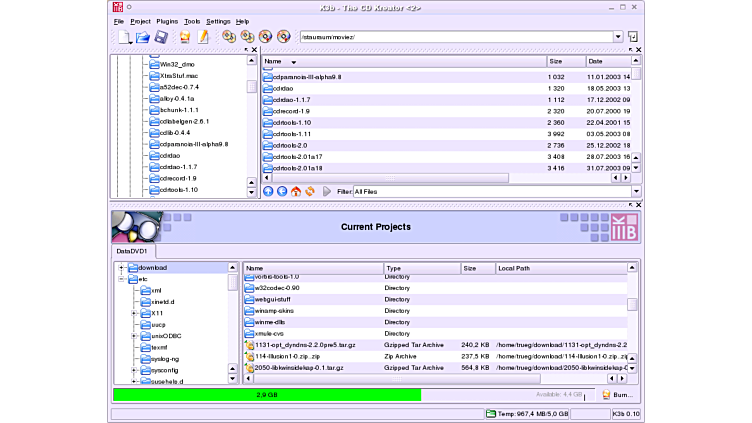 K3b - The CD Kreator <2>
File Project Plugins Tools Settings Help
/stauraum/moviez/
Win32_dmo
XtraStuf.mac
a52dec-0.7.4
alby-0.4.1a
bchunk-1.1.1
cdlabelgen-2.6.1
cdlib-0.4.4
cdparanoia-III-alpha9.8
cdrdao
cdrdao-1.1.7
cdrecord-1.9
cdrtools-1.10
Name Size Date
cdparanoia-III-alpha9.8 1 032 11.01.2003 14
cdrdao 1 320 18.05.2003 13
cdrdao-1.1.7 1 112 17.12.2002 09
cdrecord-1.9 2 320 20.07.2000 19
cdrtools-1.10 2 360 22.04.2001 15
cdrtools-1.11 3 992 03.05.2003 08
cdrtools-2.0 2 736 25.12.2002 18
cdrtools-2.01a17 3 408 28.07.2003 16
cdrtools-2.01a18 3 416 31.07.2003 09
Filter: All Files
Current Projects
K3B
DataDVD1
download
etc
xml
xinetd.d
X11
uucp
unixODBC
texmf
syslog-ng
sysconfig
susehelp.d
Name Type Size Local Path
vorbis-tools-1.0 Directory
w32codec-0.90 Directory
webgui-stuff Directory
winamp-skins Directory
winme-dlls Directory
xmule-cvs Directory
1131-opt_dyndns-2.2.0pre5.tar.gz Gzipped Tar Archive 240,2 KB /home/trueg/download/1131-opt_dyndns-2.2
114-Illusion1-0.zip..zip Zip Archive 237,5 KB /home/trueg/download/114-Illusion1-0.zip..zip
2050-libkwinsidekap-0.1.tar.gz Gzipped Tar Archive 564,8 KB /home/trueg/download/2050-libkwinsidekap-0
2,9 GB Available: 4,4 GB Burn...
Temp: 967,4 MB/5,0 GB K3b 0.10